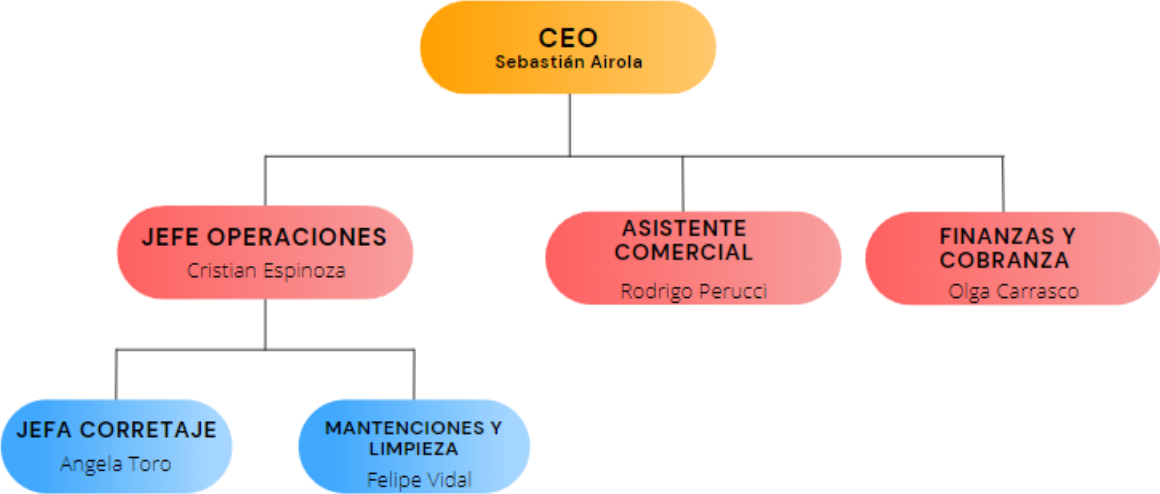 CEO
Sebastián Airola
JEFE OPERACIONES
Cristian Espinoza
ASISTENTE
COMERCIAL
Rodrigo Perucci
FINANZAS Y
COBRANZA
Olga Carrasco
JEFA CORRETAJE
Angela Toro
MANTENCIONES Y
LIMPIEZA
Felipe Vidal